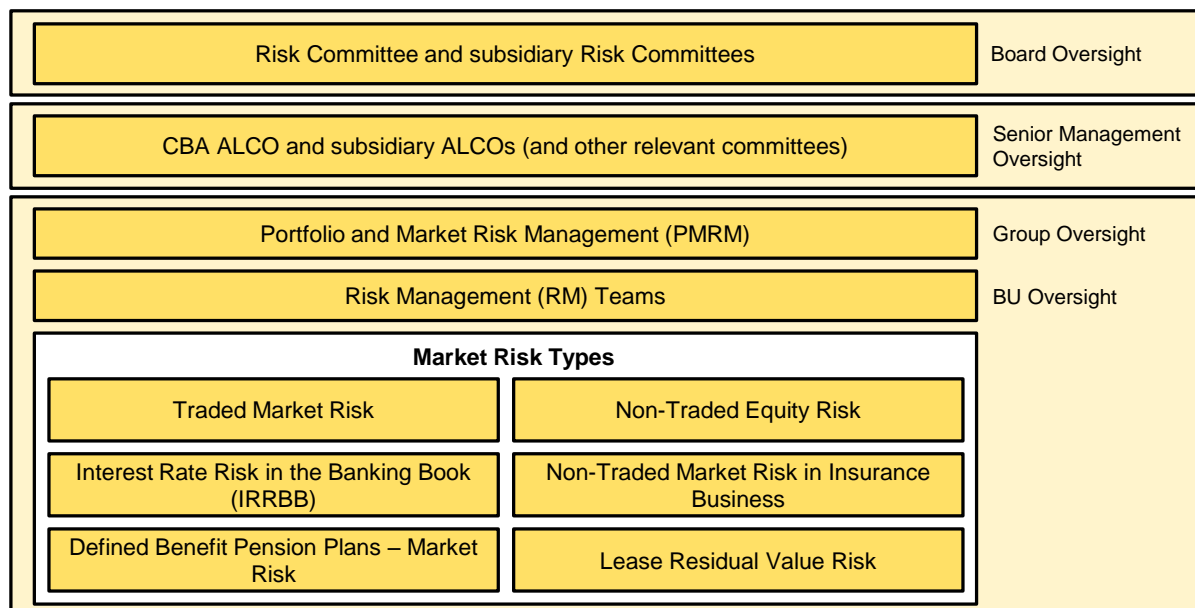 Risk Committee and subsidiary Risk Committees
Board Oversight
CBA ALCO and subsidiary ALCOs (and other relevant committees)
Senior Management
Oversight
Portfolio and Market Risk Management (PMRM)
Group Oversight
Risk Management (RM) Teams
BU Oversight
Market Risk Types
Traded Market Risk
Non-Traded Equity Risk
Interest Rate Risk in the Banking Book
(IRRBB)
Non-Traded Market Risk in Insurance
Business
Defined Benefit Pension Plans – Market
Risk
Lease Residual Value Risk